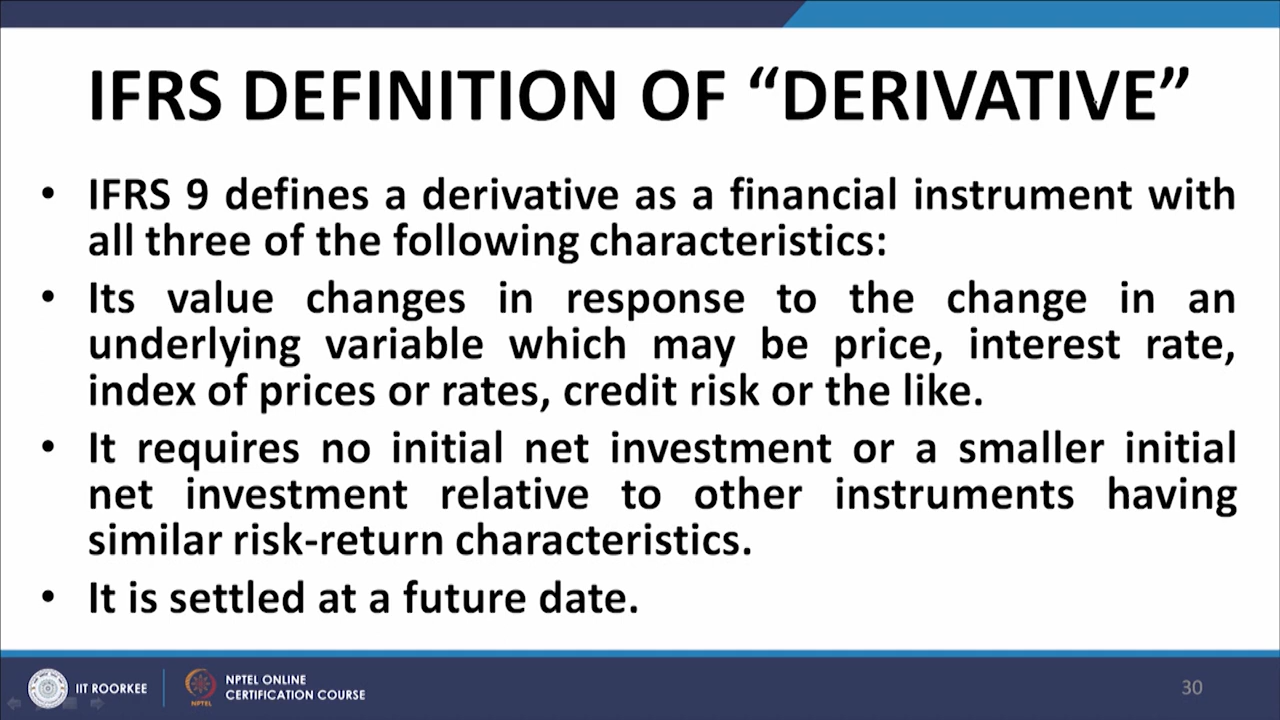 IFRS DEFINITION OF “DERIVATIVE”
• IFRS 9 defines a derivative as a financial instrument with
all three of the following characteristics:
• Its value changes in response to the change in an
underlying variable which may be price, interest rate,
index of prices or rates, credit risk or the like.
• It requires no initial net investment or a smaller initial
net investment relative to other instruments having
similar risk-return characteristics.
• It is settled at a future date.
IIT ROORKEE
NPTEL
NPTEL ONLINE
CERTIFICATION COURSE
30